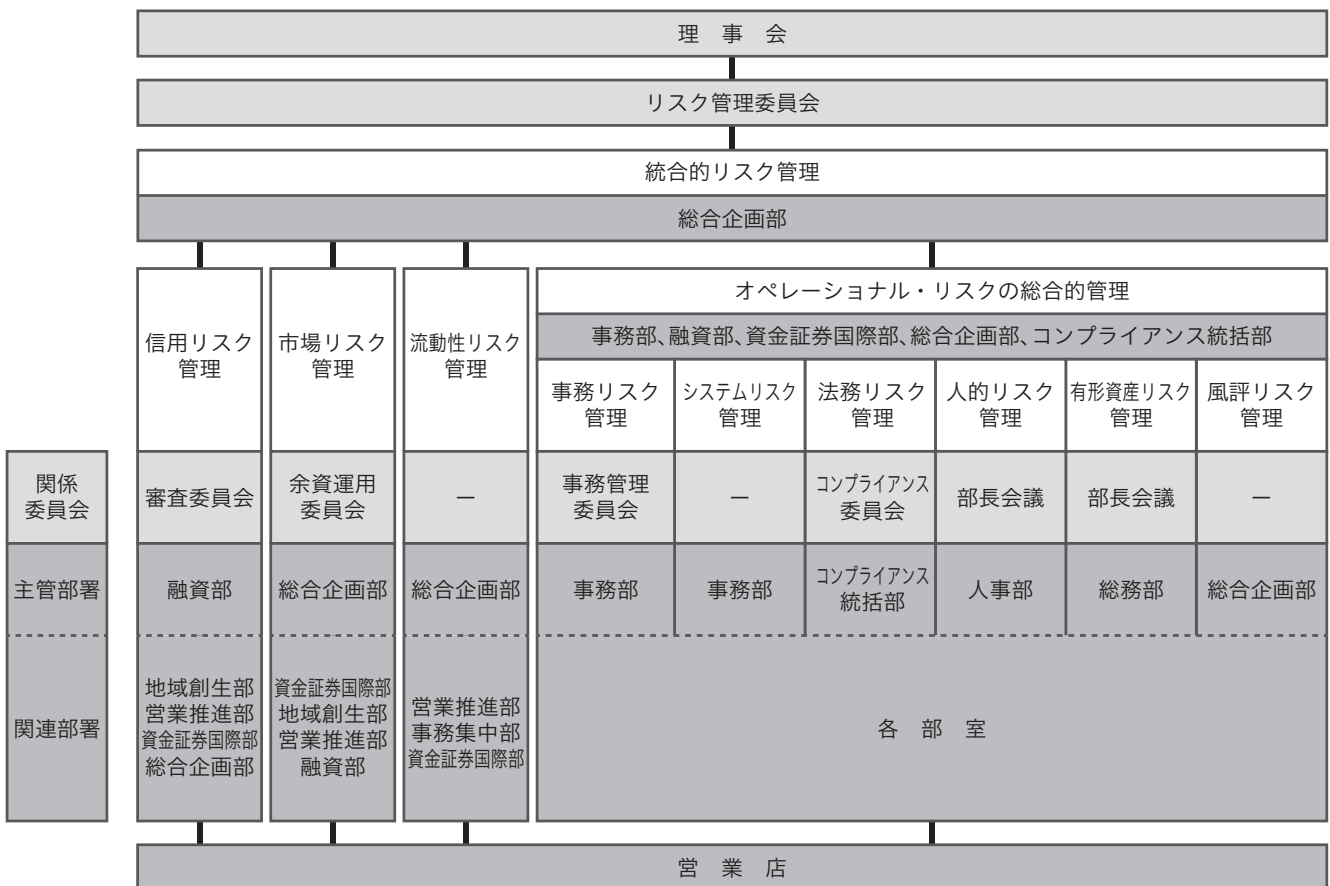 理 事 会
リスク管理委員会
統合的リスク管理
総合企画部
信用リスク
管理
市場リスク
管理
流動性リスク
管理
オペレーショナル・リスクの総合的管理
事務部、融資部、資金証券国際部、総合企画部、コンプライアンス統括部
事務リスク
管理
システムリスク
管理
法務リスク
管理
人的リスク
管理
有形資産リスク
管理
風評リスク
管理
関係
委員会
審査委員会
余資運用
委員会
―
事務管理
委員会
―
コンプライアンス
委員会
部長会議
部長会議
―
主管部署
融資部
総合企画部
総合企画部
事務部
事務部
コンプライアンス
統括部
人事部
総務部
総合企画部
関連部署
地域創生部
営業推進部
資金証券国際部
総合企画部
資金証券国際部
地域創生部
営業推進部
融資部
営業推進部
事務集中部
資金証券国際部
各 部 室
営 業 店